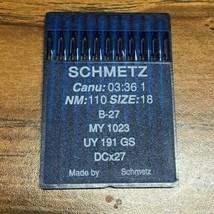 SCHMETZ
Canu: 03:36 1
NM: 110 SIZE: 18
B-27
MY 1023
UY 191 GS
DCx27
Made by Schmetz